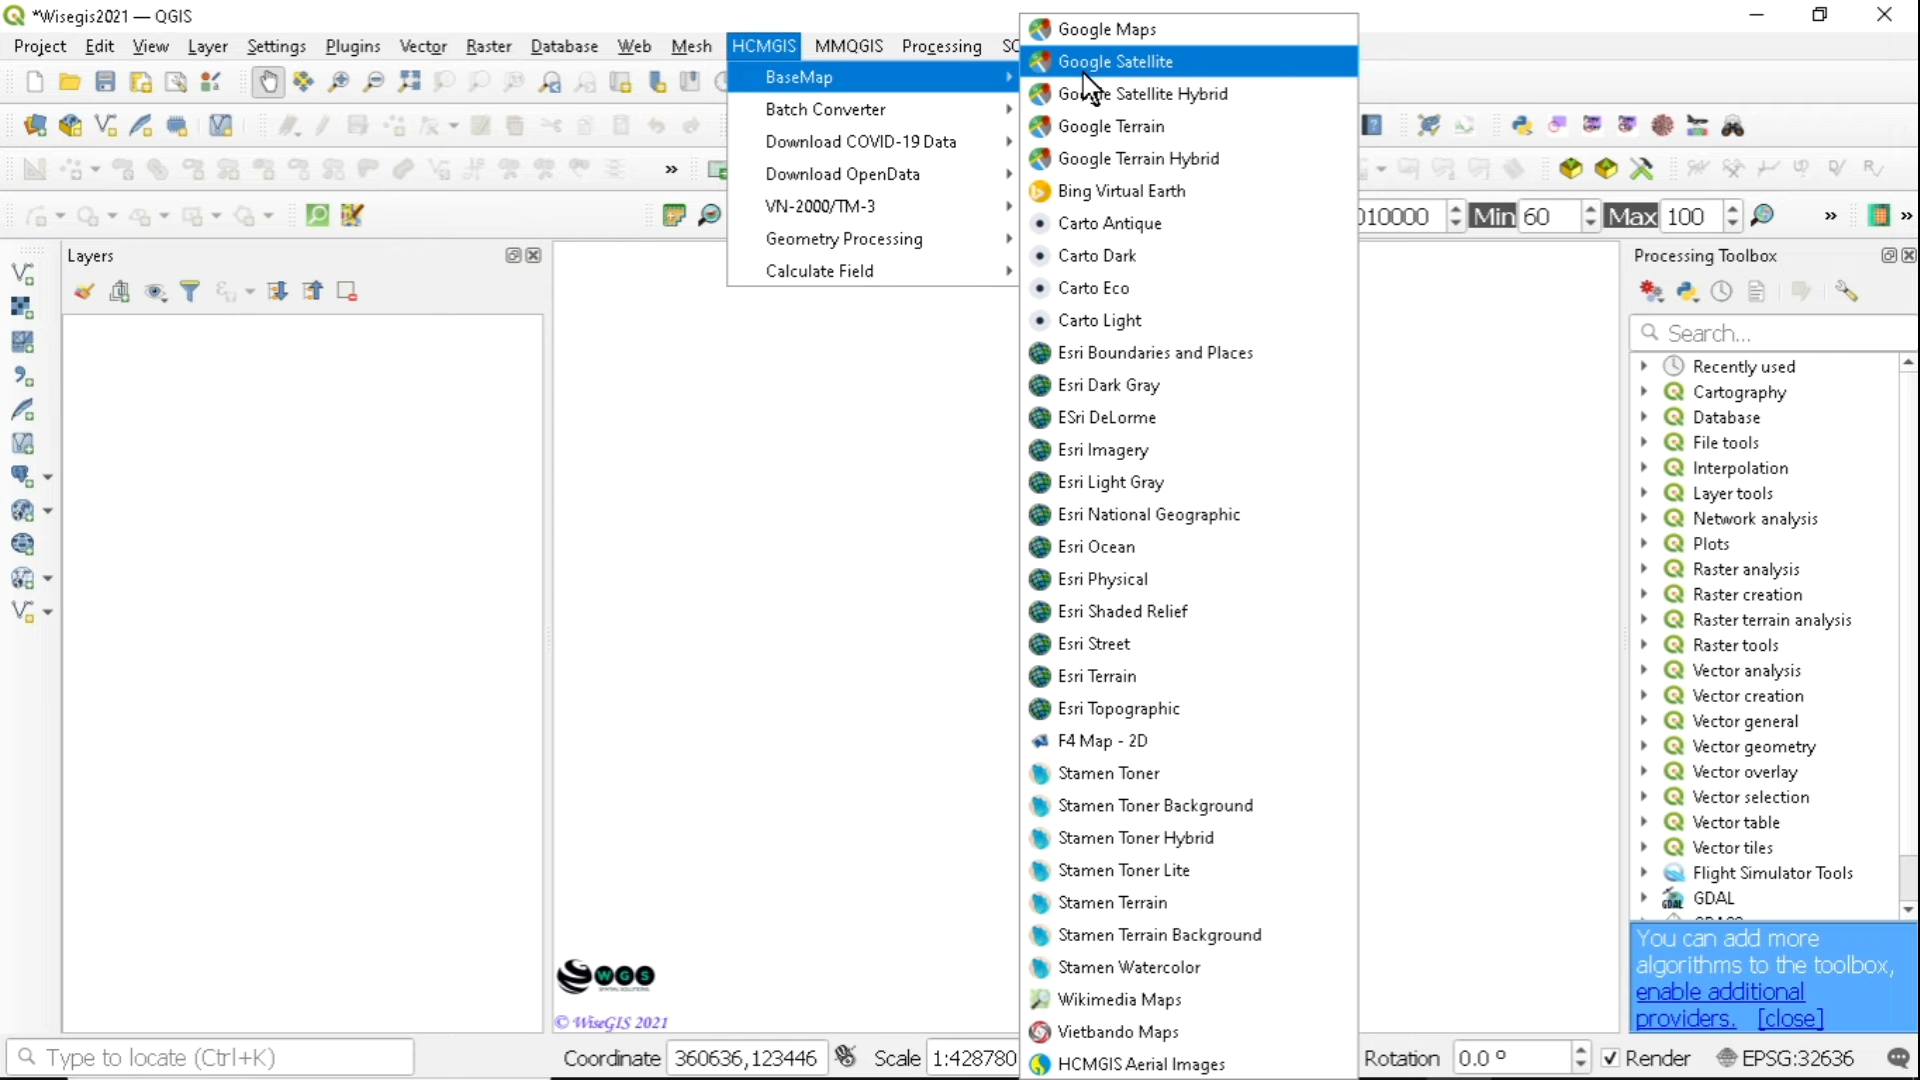 *Wisegis2021 — QGIS
Project Edit View Layer Settings Plugins Vector Raster Database Web Mesh HCMGIS MMQGIS Processing
BaseMap
Batch Converter
Download COVID-19 Data
Download OpenData
VN-2000/TM-3
Geometry Processing
Calculate Field
Google Maps
Google Satellite
Google Satellite Hybrid
Google Terrain
Google Terrain Hybrid
Bing Virtual Earth
Carto Antique
Carto Dark
Carto Eco
Carto Light
Esri Boundaries and Places
Esri Dark Gray
ESri DeLorme
Esri Imagery
Esri Light Gray
Esri National Geographic
Esri Ocean
Esri Physical
Esri Shaded Relief
Esri Street
Esri Terrain
Esri Topographic
F4 Map - 2D
Stamen Toner
Stamen Toner Background
Stamen Toner Hybrid
Stamen Toner Lite
Stamen Terrain
Stamen Terrain Background
Stamen Watercolor
Wikimedia Maps
Vietbando Maps
HCMGIS Aerial Images
Min 60 Max 100
Layers
Processing Toolbox
Search...
Recently used
Cartography
Database
File tools
Interpolation
Layer tools
Network analysis
Plots
Raster analysis
Raster creation
Raster terrain analysis
Raster tools
Vector analysis
Vector creation
Vector general
Vector geometry
Vector overlay
Vector selection
Vector table
Vector tiles
Flight Simulator Tools
GDAL
You can add more
algorithms to the toolbox,
enable additional
providers. [close]
WGS
SPATIAL SOLUTIONS
© WiseGIS 2021
Type to locate (Ctrl+K)
Coordinate 360636,123446 Scale 1:428780 Rotation 0.0 ° Render EPSG:32636